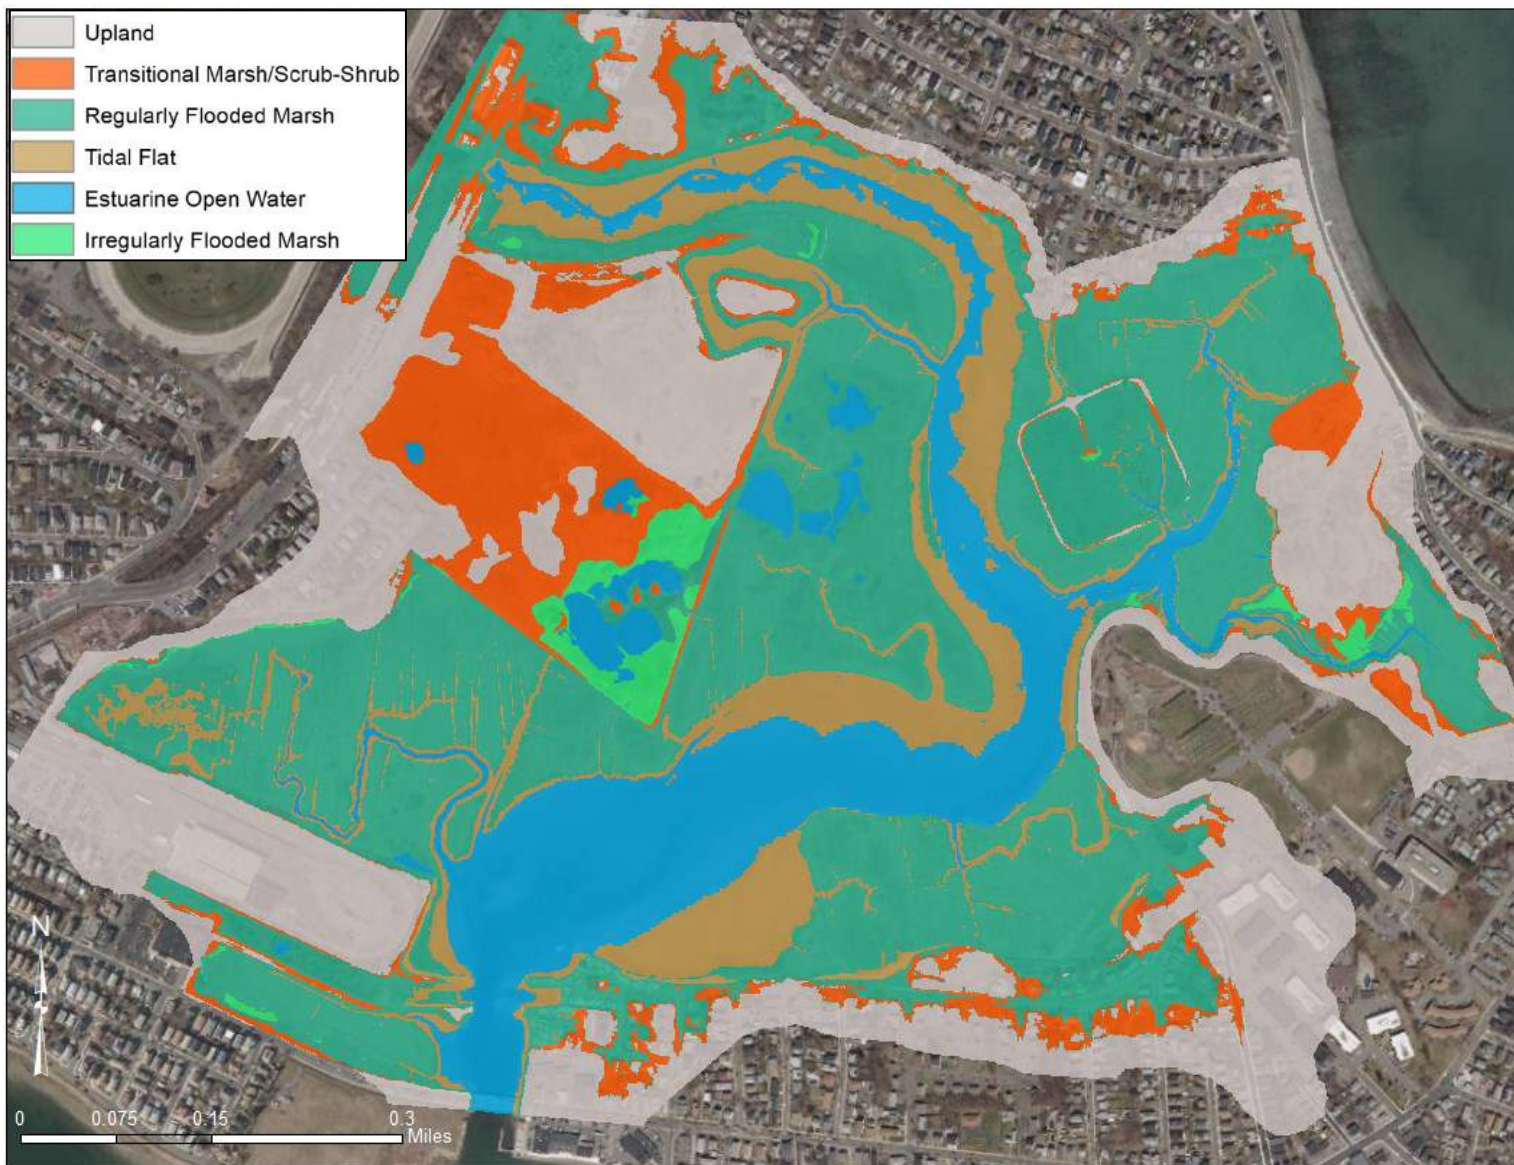 Upland
Transitional Marsh/Scrub-Shrub
Regularly Flooded Marsh
Tidal Flat
Estuarine Open Water
Irregularly Flooded Marsh
N
0 0.075 0.15 0.3
Miles